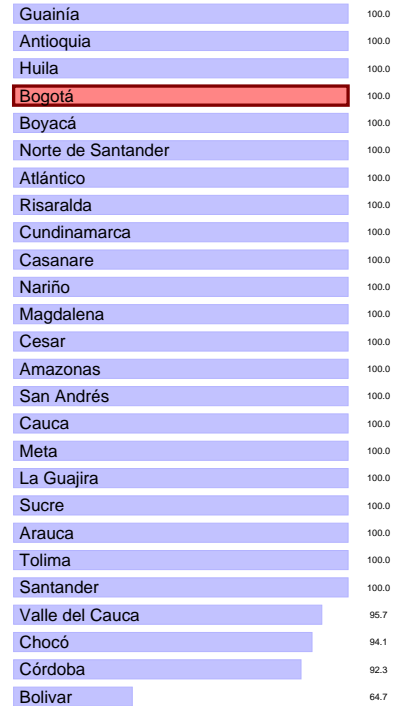 Guainía 100.0
Antioquia 100.0
Huila 100.0
Bogotá 100.0
Boyacá 100.0
Norte de Santander 100.0
Atlántico 100.0
Risaralda 100.0
Cundinamarca 100.0
Casanare 100.0
Nariño 100.0
Magdalena 100.0
Cesar 100.0
Amazonas 100.0
San Andrés 100.0
Cauca 100.0
Meta 100.0
La Guajira 100.0
Sucre 100.0
Arauca 100.0
Tolima 100.0
Santander 100.0
Valle del Cauca 95.7
Chocó 94.1
Córdoba 92.3
Bolivar 64.7